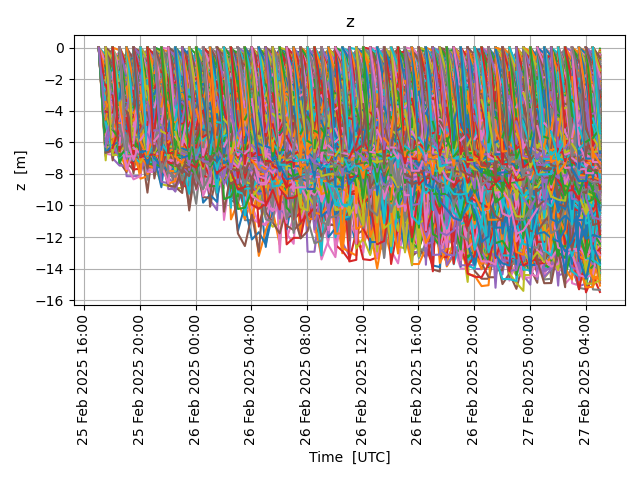 z
0
−2
−4
−6
−8
−10
−12
−14
−16
z [m]
25 Feb 2025 16:00
25 Feb 2025 20:00
26 Feb 2025 00:00
26 Feb 2025 04:00
26 Feb 2025 08:00
26 Feb 2025 12:00
26 Feb 2025 16:00
26 Feb 2025 20:00
27 Feb 2025 00:00
27 Feb 2025 04:00
Time [UTC]